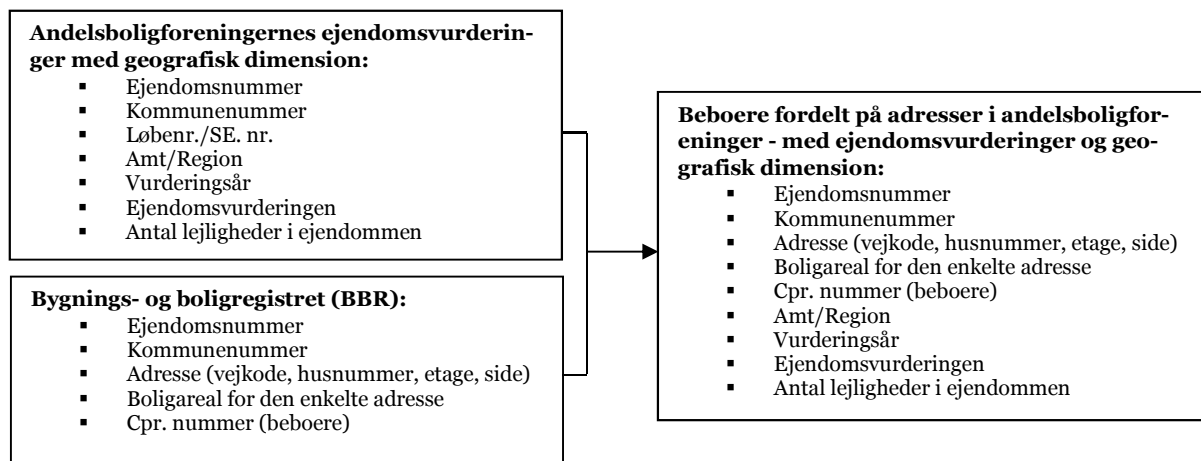 Andelsboligforeningernes ejendomsvurderin-
ger med geografisk dimension:
▪ Ejendomsnummer
▪ Kommunenummer
▪ Løbenr./SE. nr.
▪ Amt/Region
▪ Vurderingsår
▪ Ejendomsvurderingen
▪ Antal lejligheder i ejendommen
Bygnings- og boligregistret (BBR):
▪ Ejendomsnummer
▪ Kommunenummer
▪ Adresse (vejkode, husnummer, etage, side)
▪ Boligareal for den enkelte adresse
▪ Cpr. nummer (beboere)
Beboere fordelt på adresser i andelsboligfor-
eninger - med ejendomsvurderinger og geo-
grafisk dimension:
▪ Ejendomsnummer
▪ Kommunenummer
▪ Adresse (vejkode, husnummer, etage, side)
▪ Boligareal for den enkelte adresse
▪ Cpr. nummer (beboere)
▪ Amt/Region
▪ Vurderingsår
▪ Ejendomsvurderingen
▪ Antal lejligheder i ejendommen